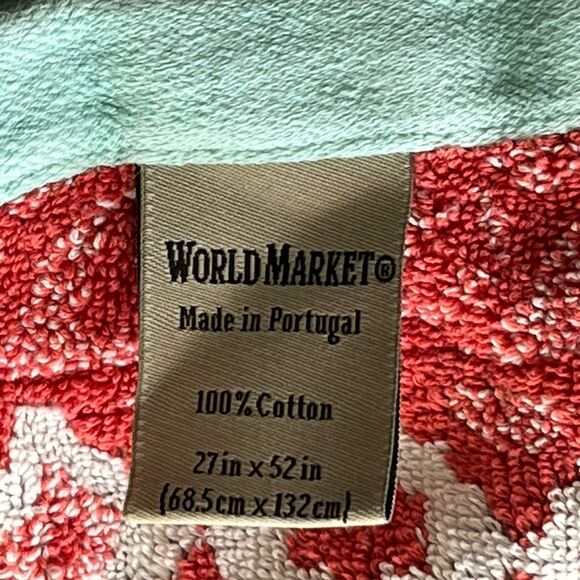 WORLD MARKET®
Made in Portugal
100% Cotton
27in x 52in
(68.5cm x 132cm)